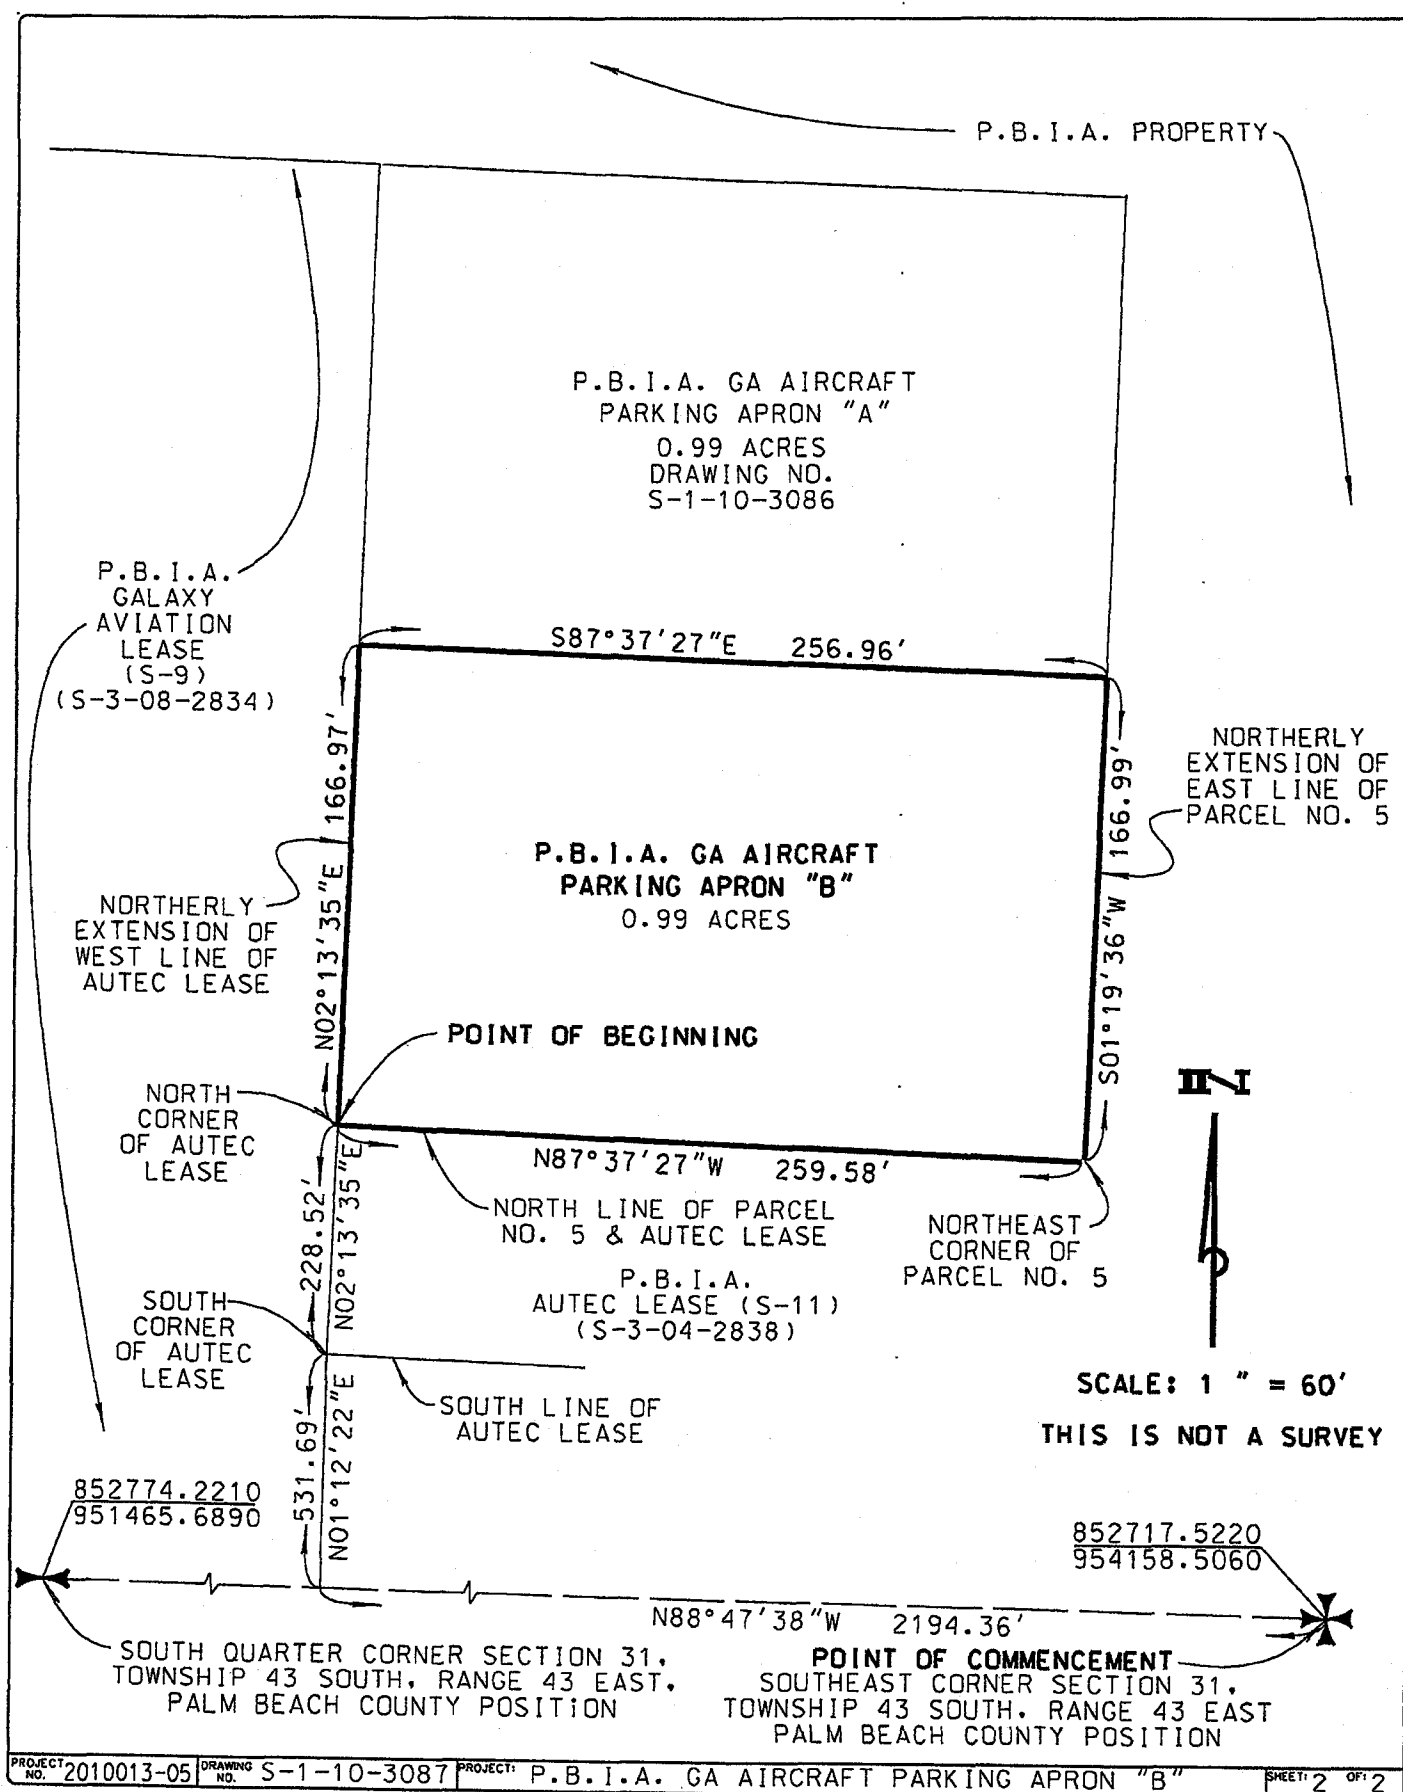 P.B.I.A. PROPERTY
P.B.I.A. GA AIRCRAFT
PARKING APRON "A"
0.99 ACRES
DRAWING NO.
S-1-10-3086
P.B.I.A.
GALAXY
AVIATION
LEASE
(S-9)
(S-3-08-2834)
S87°37'27"E 256.96'
N02°13'35"E 166.97'
S01°19'36"W 166.99'
NORTHERLY
EXTENSION OF
EAST LINE OF
PARCEL NO. 5
P.B.I.A. GA AIRCRAFT
PARKING APRON "B"
0.99 ACRES
NORTHERLY
EXTENSION OF
WEST LINE OF
AUTEC LEASE
POINT OF BEGINNING
NORTH
CORNER
OF AUTEC
LEASE
N87°37'27"W 259.58'
228.52'
N02°13'35"E
NORTH LINE OF PARCEL
NO. 5 & AUTEC LEASE
NORTHEAST
CORNER OF
PARCEL NO. 5
P.B.I.A.
AUTEC LEASE (S-11)
(S-3-04-2838)
SOUTH
CORNER
OF AUTEC
LEASE
SCALE: 1 " = 60'
THIS IS NOT A SURVEY
SOUTH LINE OF
AUTEC LEASE
531.69'
N01°12'22"E
852774.2210
951465.6890
852717.5220
954158.5060
N88°47'38"W 2194.36'
SOUTH QUARTER CORNER SECTION 31,
TOWNSHIP 43 SOUTH, RANGE 43 EAST,
PALM BEACH COUNTY POSITION
POINT OF COMMENCEMENT
SOUTHEAST CORNER SECTION 31,
TOWNSHIP 43 SOUTH, RANGE 43 EAST
PALM BEACH COUNTY POSITION
PROJECT NO. 2010013-05 DRAWING NO. S-1-10-3087 PROJECT: P.B.I.A. GA AIRCRAFT PARKING APRON "B" SHEET: 2 OF: 2